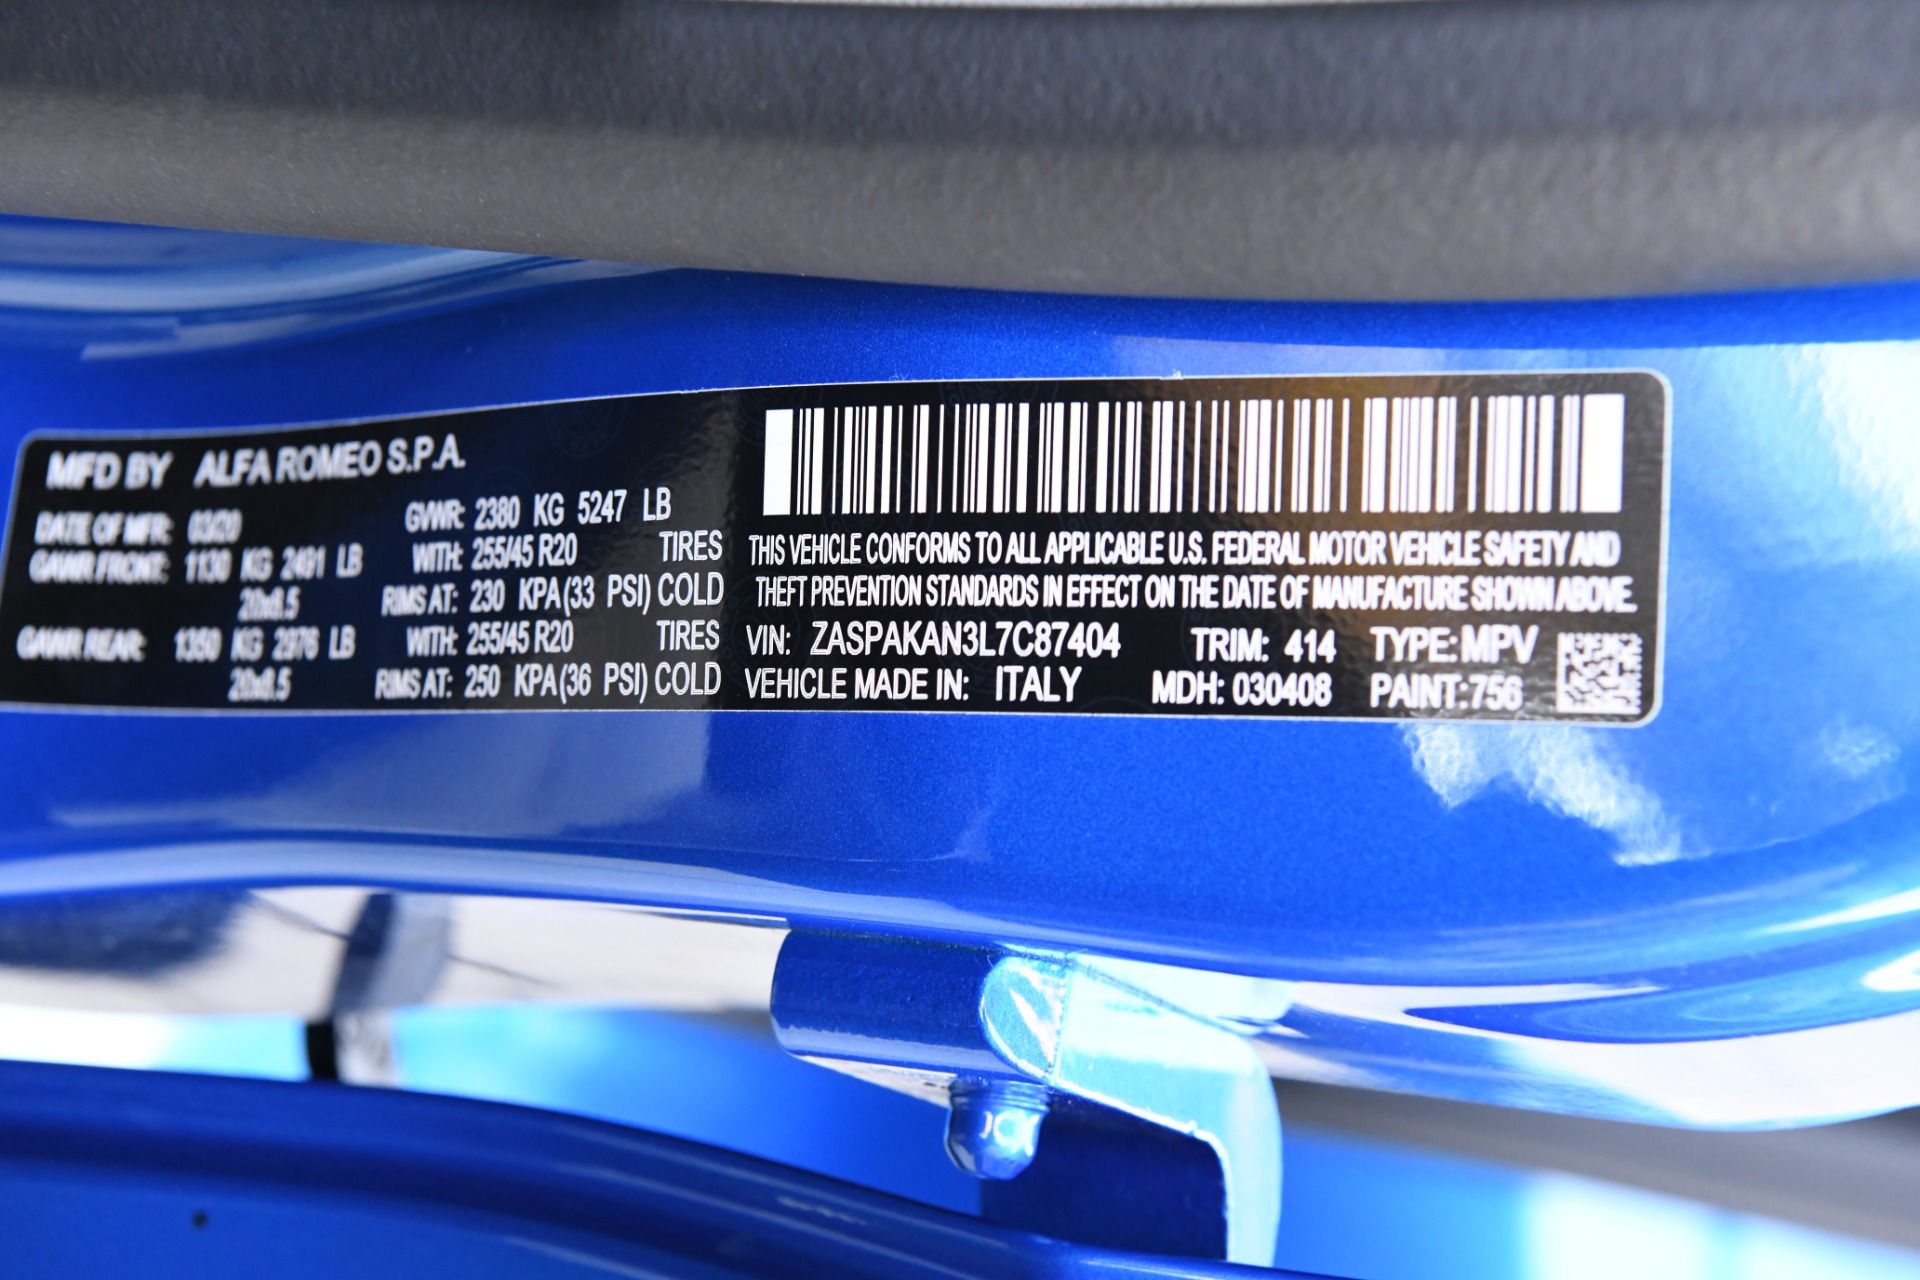 MFD BY ALFA ROMEO S.P.A.
DATE OF MFR: 03/20 GVWR: 2380 KG 5247 LB
GAWR FRONT: 1130 KG 2491 LB WITH: 255/45 R20 TIRES
20x8.5 RIMS AT: 230 KPA(33 PSI) COLD
GAWR REAR: 1350 KG 2976 LB WITH: 255/45 R20 TIRES
20x8.5 RIMS AT: 250 KPA(36 PSI) COLD
THIS VEHICLE CONFORMS TO ALL APPLICABLE U.S. FEDERAL MOTOR VEHICLE SAFETY AND
THEFT PREVENTION STANDARDS IN EFFECT ON THE DATE OF MANUFACTURE SHOWN ABOVE.
VIN: ZASPAKAN3L7C87404 TRIM: 414 TYPE: MPV
VEHICLE MADE IN: ITALY MDH: 030408 PAINT:756